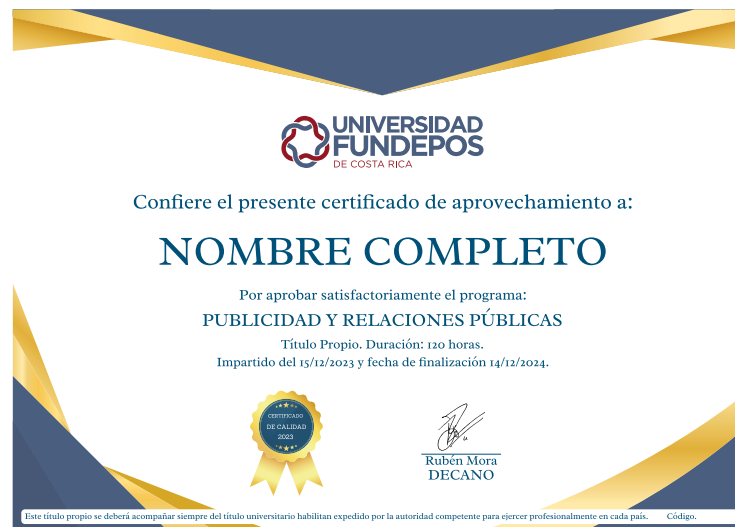 UNIVERSIDAD
FUNDEPOS
DE COSTA RICA
Confiere el presente certificado de aprovechamiento a:
NOMBRE COMPLETO
Por aprobar satisfactoriamente el programa:
PUBLICIDAD Y RELACIONES PÚBLICAS
Título Propio. Duración: 120 horas.
Impartido del 15/12/2023 y fecha de finalización 14/12/2024.
CERTIFICADO
DE CALIDAD
2023
Rubén Mora
DECANO
Este título propio se deberá acompañar siempre del título universitario habilitan expedido por la autoridad competente para ejercer profesionalmente en cada país. Código.